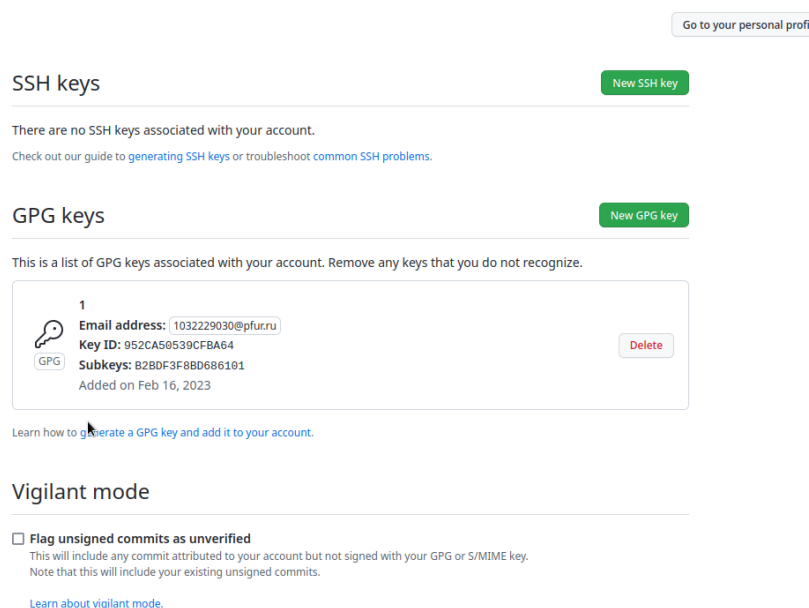 Go to your personal profi
SSH keys
New SSH key
There are no SSH keys associated with your account.
Check out our guide to generating SSH keys or troubleshoot common SSH problems.
GPG keys
New GPG key
This is a list of GPG keys associated with your account. Remove any keys that you do not recognize.
1
Email address: 1032229030@pfur.ru
Key ID: 952CA50539CFBA64
GPG
Subkeys: B2BDF3F8BD686101
Added on Feb 16, 2023
Delete
Learn how to generate a GPG key and add it to your account.
Vigilant mode
Flag unsigned commits as unverified
This will include any commit attributed to your account but not signed with your GPG or S/MIME key.
Note that this will include your existing unsigned commits.
Learn about vigilant mode.